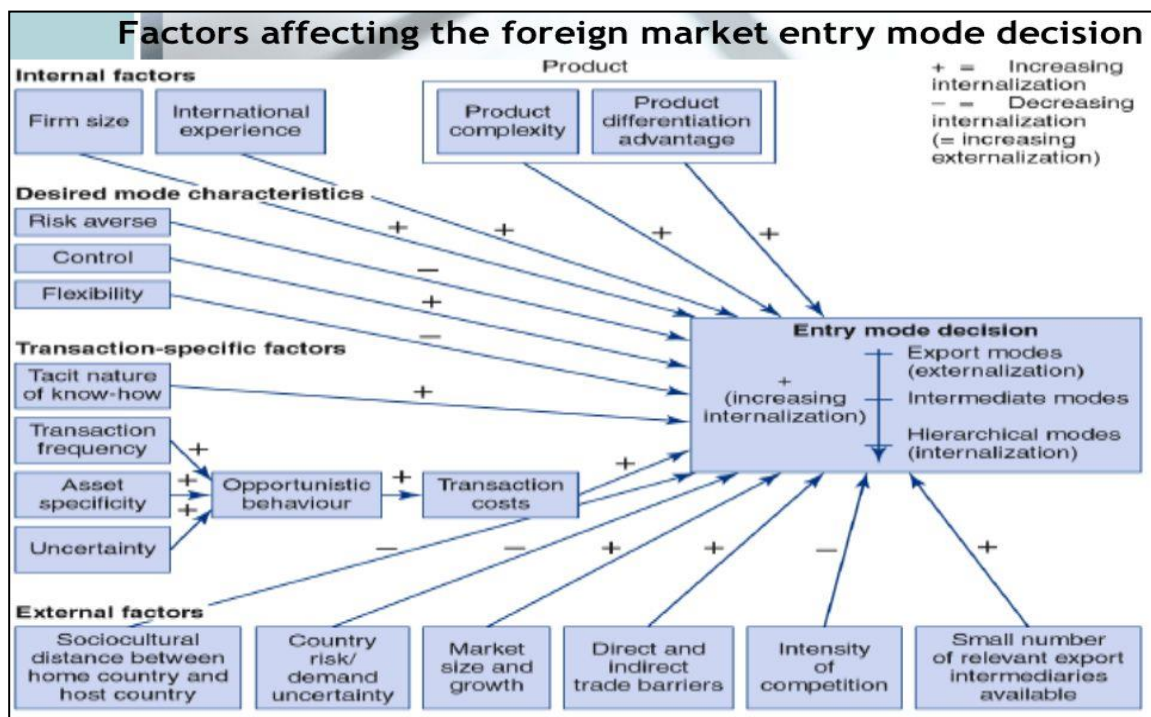 Factors affecting the foreign market entry mode decision
Internal factors
Firm size
International
experience
Product
Product
complexity
Product
differentiation
advantage
+ = Increasing
internalization
− = Decreasing
internalization
(= increasing
externalization)
Desired mode characteristics
Risk averse
Control
Flexibility
+
+
+
+
−
+
−
Transaction-specific factors
Tacit nature
of know-how
+
Transaction
frequency
Asset
specificity
Uncertainty
+
+
+
Opportunistic
behaviour
+
Transaction
costs
+
Entry mode decision
+
(increasing
internalization)
Export modes
(externalization)
Intermediate modes
Hierarchical modes
(internalization)
−
−
+
+
−
+
External factors
Sociocultural
distance between
home country and
host country
Country
risk/
demand
uncertainty
Market
size and
growth
Direct and
indirect
trade barriers
Intensity
of
competition
Small number
of relevant export
intermediaries
available